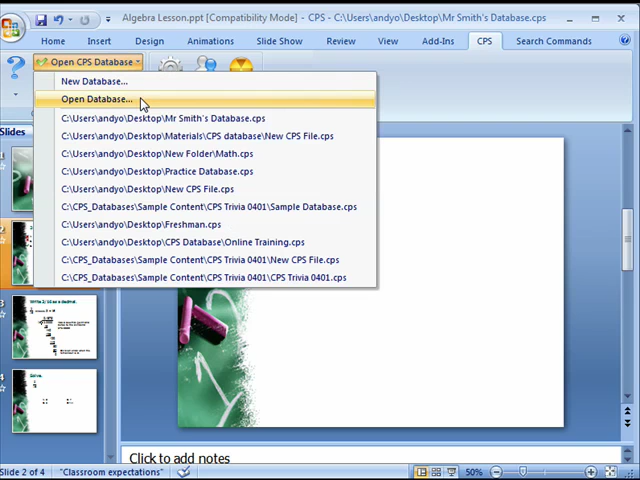 Algebra Lesson.ppt [Compatibility Mode] - CPS - C:\Users\andyo\Desktop\Mr Smith's Database.cps
Home Insert Design Animations Slide Show Review View Add-Ins CPS Search Commands
Open CPS Database
New Database...
Open Database...
C:\Users\andyo\Desktop\Mr Smith's Database.cps
C:\Users\andyo\Desktop\Materials\CPS database\New CPS File.cps
C:\Users\andyo\Desktop\New Folder\Math.cps
C:\Users\andyo\Desktop\Practice Database.cps
C:\Users\andyo\Desktop\New CPS File.cps
C:\CPS_Databases\Sample Content\CPS Trivia 0401\Sample Database.cps
C:\Users\andyo\Desktop\Freshman.cps
C:\Users\andyo\Desktop\CPS Database\Online Training.cps
C:\CPS_Databases\Sample Content\CPS Trivia 0401\New CPS File.cps
C:\CPS_Databases\Sample Content\CPS Trivia 0401\CPS Trivia 0401.cps
Slides
1
2
3
Write 2/16 as a decimal.
4
Solve.
Click to add notes
Slide 2 of 4 "Classroom expectations" 50%